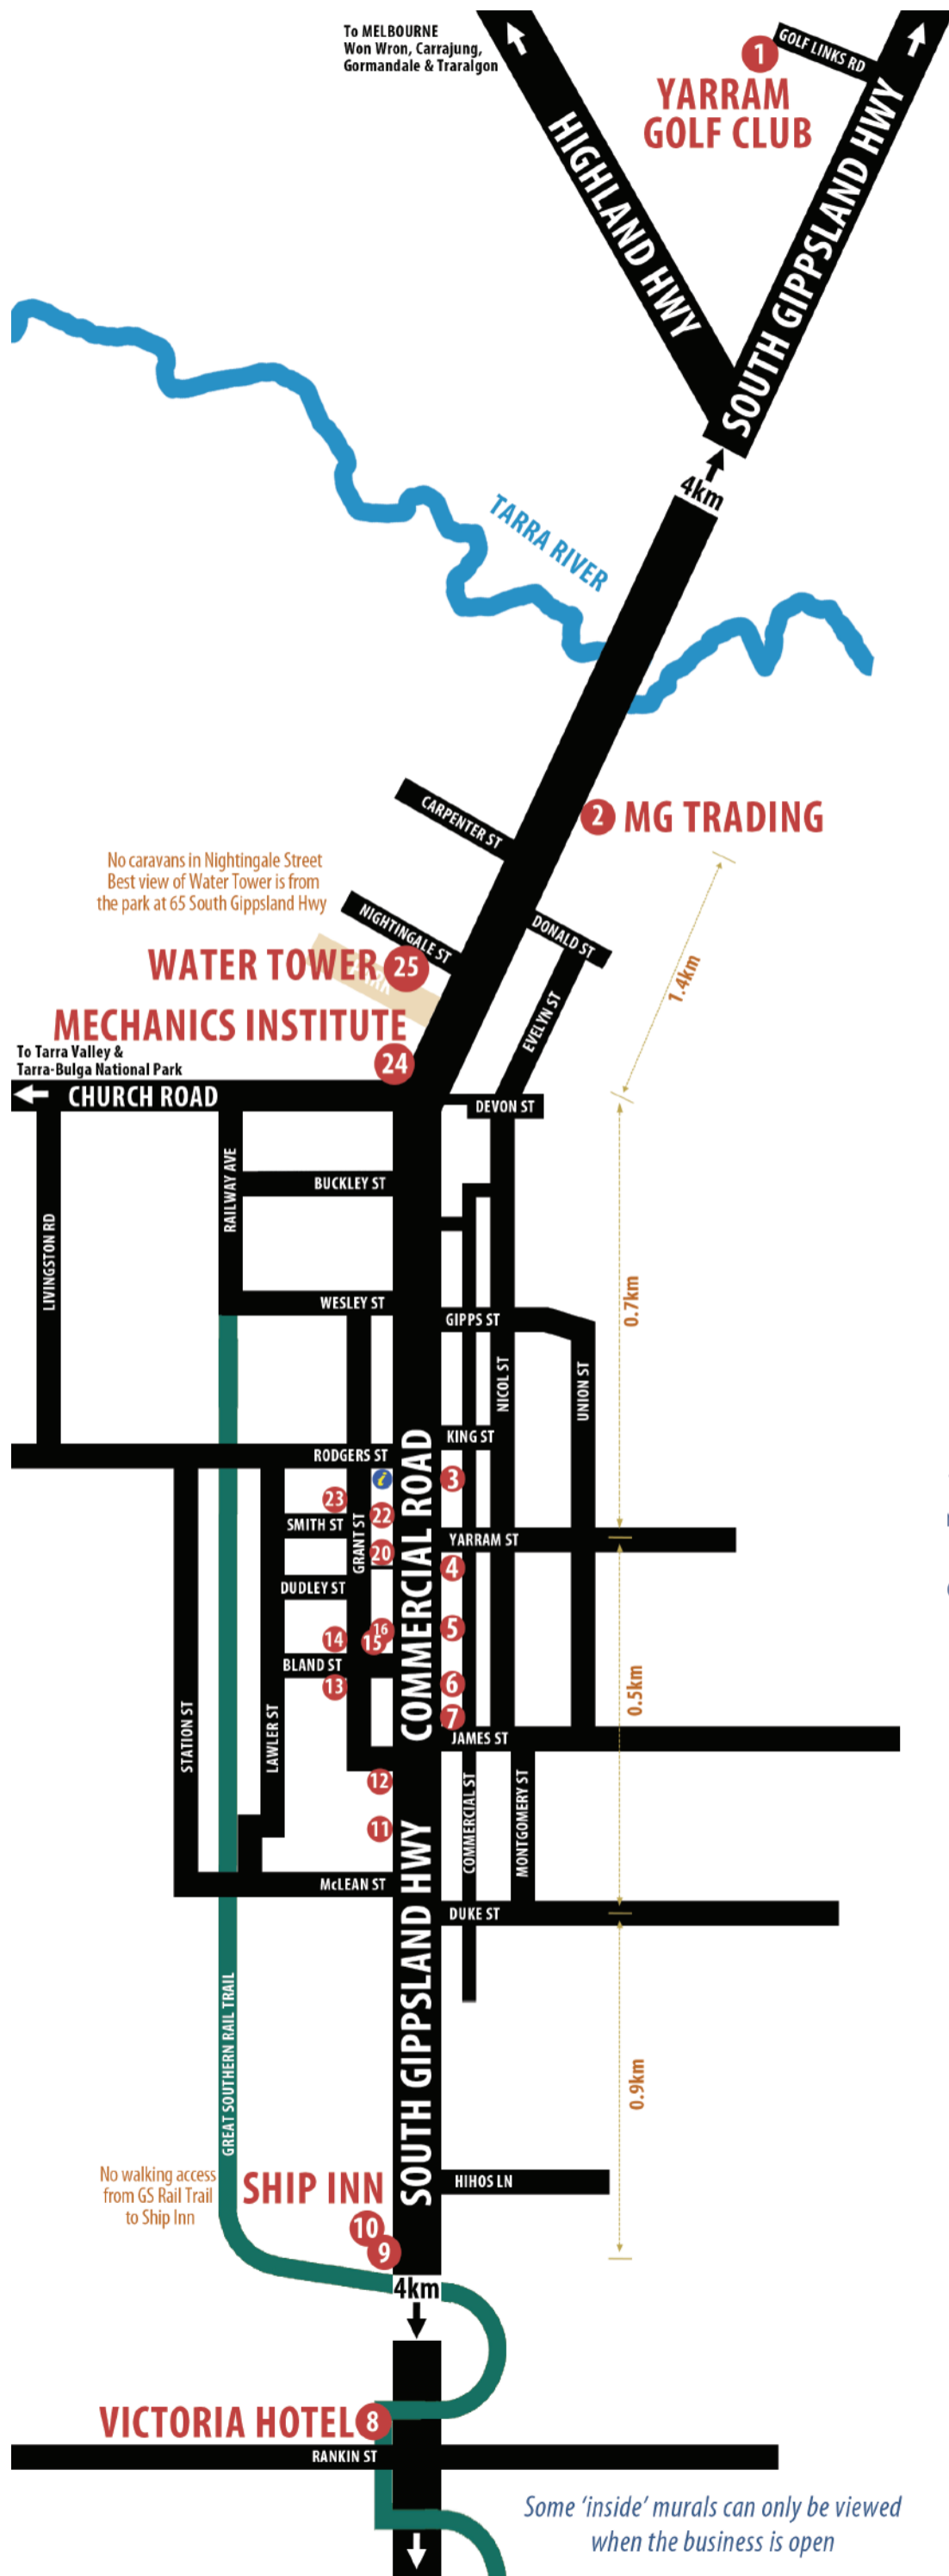 To MELBOURNE
Won Wron, Carrajung,
Gormandale & Traralgon
GOLF LINKS RD
1
YARRAM
GOLF CLUB
HIGHLAND HWY
SOUTH GIPPSLAND HWY
4km
TARRA RIVER
CARPENTER ST
2 MG TRADING
No caravans in Nightingale Street
Best view of Water Tower is from
the park at 65 South Gippsland Hwy
NIGHTINGALE ST
DONALD ST
WATER TOWER 25
PARK
EVELYN ST
1.4km
MECHANICS INSTITUTE
24
To Tarra Valley &
Tarra-Bulga National Park
CHURCH ROAD
DEVON ST
RAILWAY AVE
BUCKLEY ST
LIVINGSTON RD
WESLEY ST
GIPPS ST
0.7km
NICOL ST
UNION ST
KING ST
RODGERS ST
COMMERCIAL ROAD
i
3
23
22
SMITH ST
GRANT ST
YARRAM ST
20
4
DUDLEY ST
16
5
14
15
BLAND ST
13
6
0.5km
7
STATION ST
LAWLER ST
JAMES ST
12
COMMERCIAL ST
MONTGOMERY ST
11
McLEAN ST
DUKE ST
SOUTH GIPPSLAND HWY
GREAT SOUTHERN RAIL TRAIL
0.9km
No walking access
from GS Rail Trail
to Ship Inn
SHIP INN
HIHOS LN
10
9
4km
VICTORIA HOTEL 8
RANKIN ST
Some ‘inside’ murals can only be viewed
when the business is open